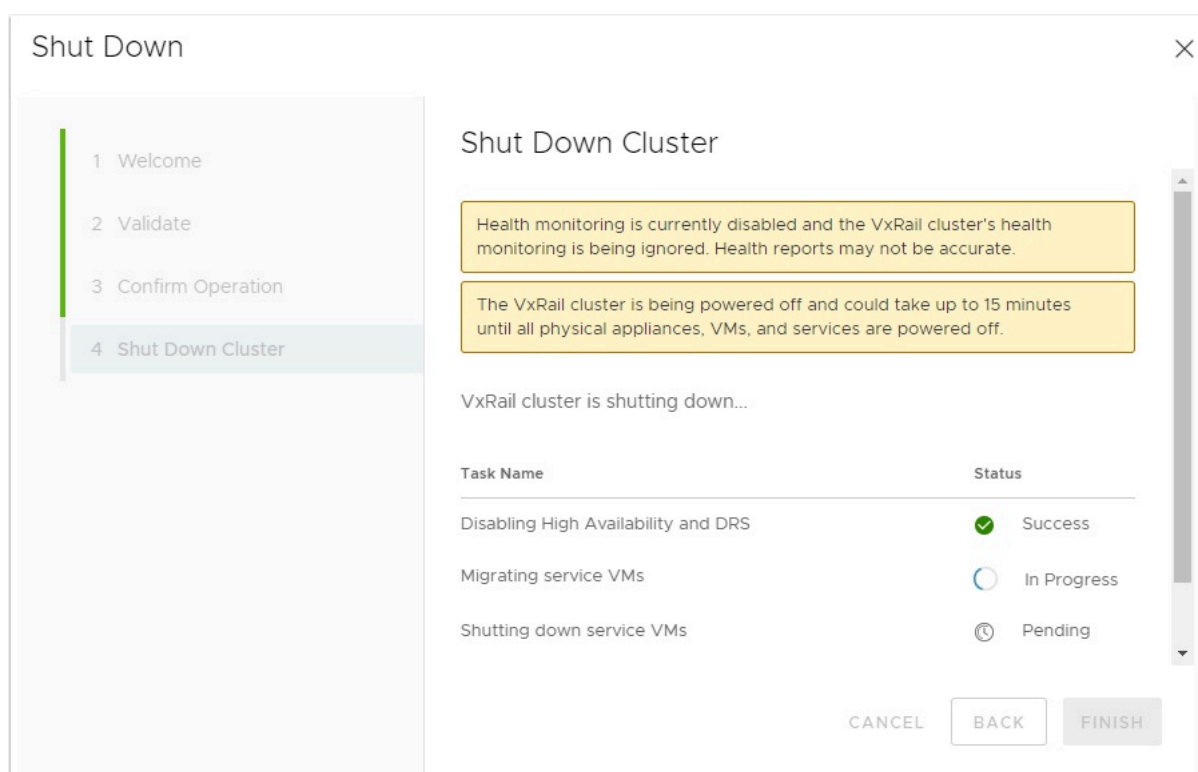 Shut Down
1 Welcome
2 Validate
3 Confirm Operation
4 Shut Down Cluster
Shut Down Cluster
Health monitoring is currently disabled and the VxRail cluster's health
monitoring is being ignored. Health reports may not be accurate.
The VxRail cluster is being powered off and could take up to 15 minutes
until all physical appliances, VMs, and services are powered off.
VxRail cluster is shutting down...
Task Name Status
Disabling High Availability and DRS Success
Migrating service VMs In Progress
Shutting down service VMs Pending
CANCEL BACK FINISH